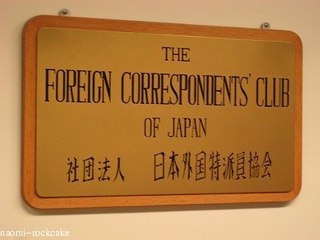 THE
FOREIGN CORRESPONDENTS' CLUB
OF JAPAN
社団法人 日本外国特派員協会
naomi--rockcake